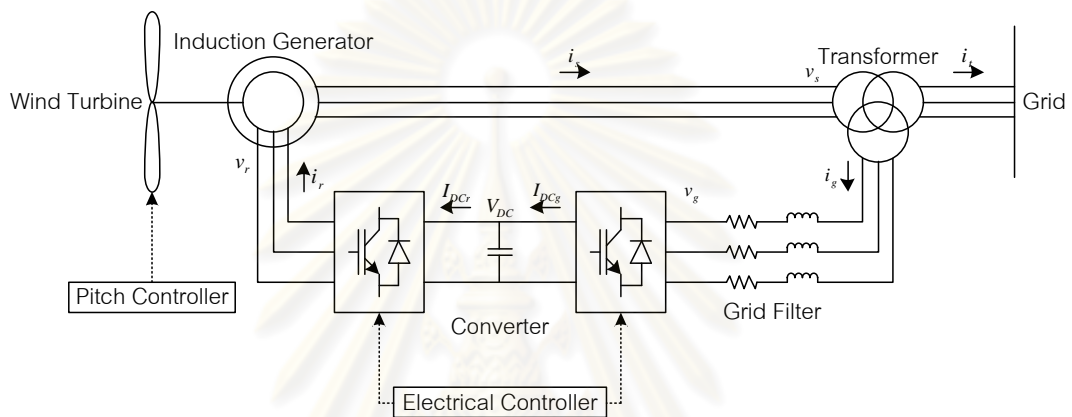 Induction Generator
Transformer
i_s
v_s
i_t
Wind Turbine
Grid
v_r
i_r
I_DCr
I_DCg
V_DC
v_g
i_g
Pitch Controller
Converter
Grid Filter
Electrical Controller